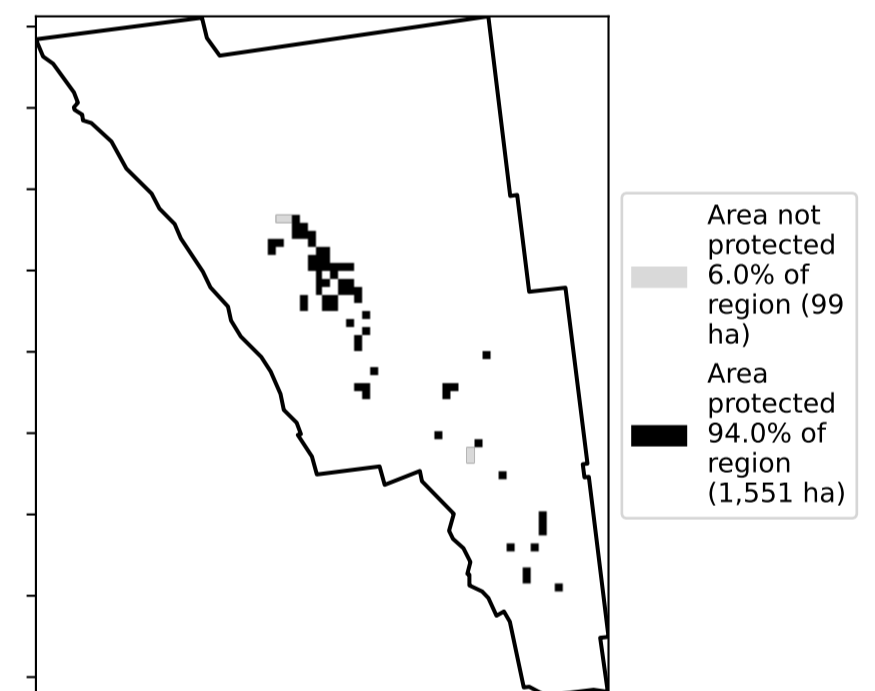 Area not
protected
6.0% of
region (99
ha)
Area
protected
94.0% of
region
(1,551 ha)